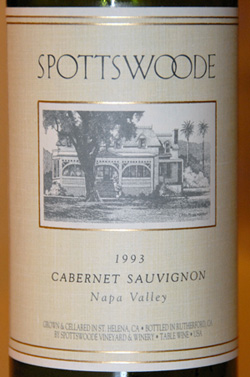 SPOTTSWOODE
1993
CABERNET SAUVIGNON
Napa Valley
GROWN & CELLARED IN ST. HELENA, CA • BOTTLED IN RUTHERFORD, CA
BY SPOTTSWOODE VINEYARD & WINERY • TABLE WINE • USA